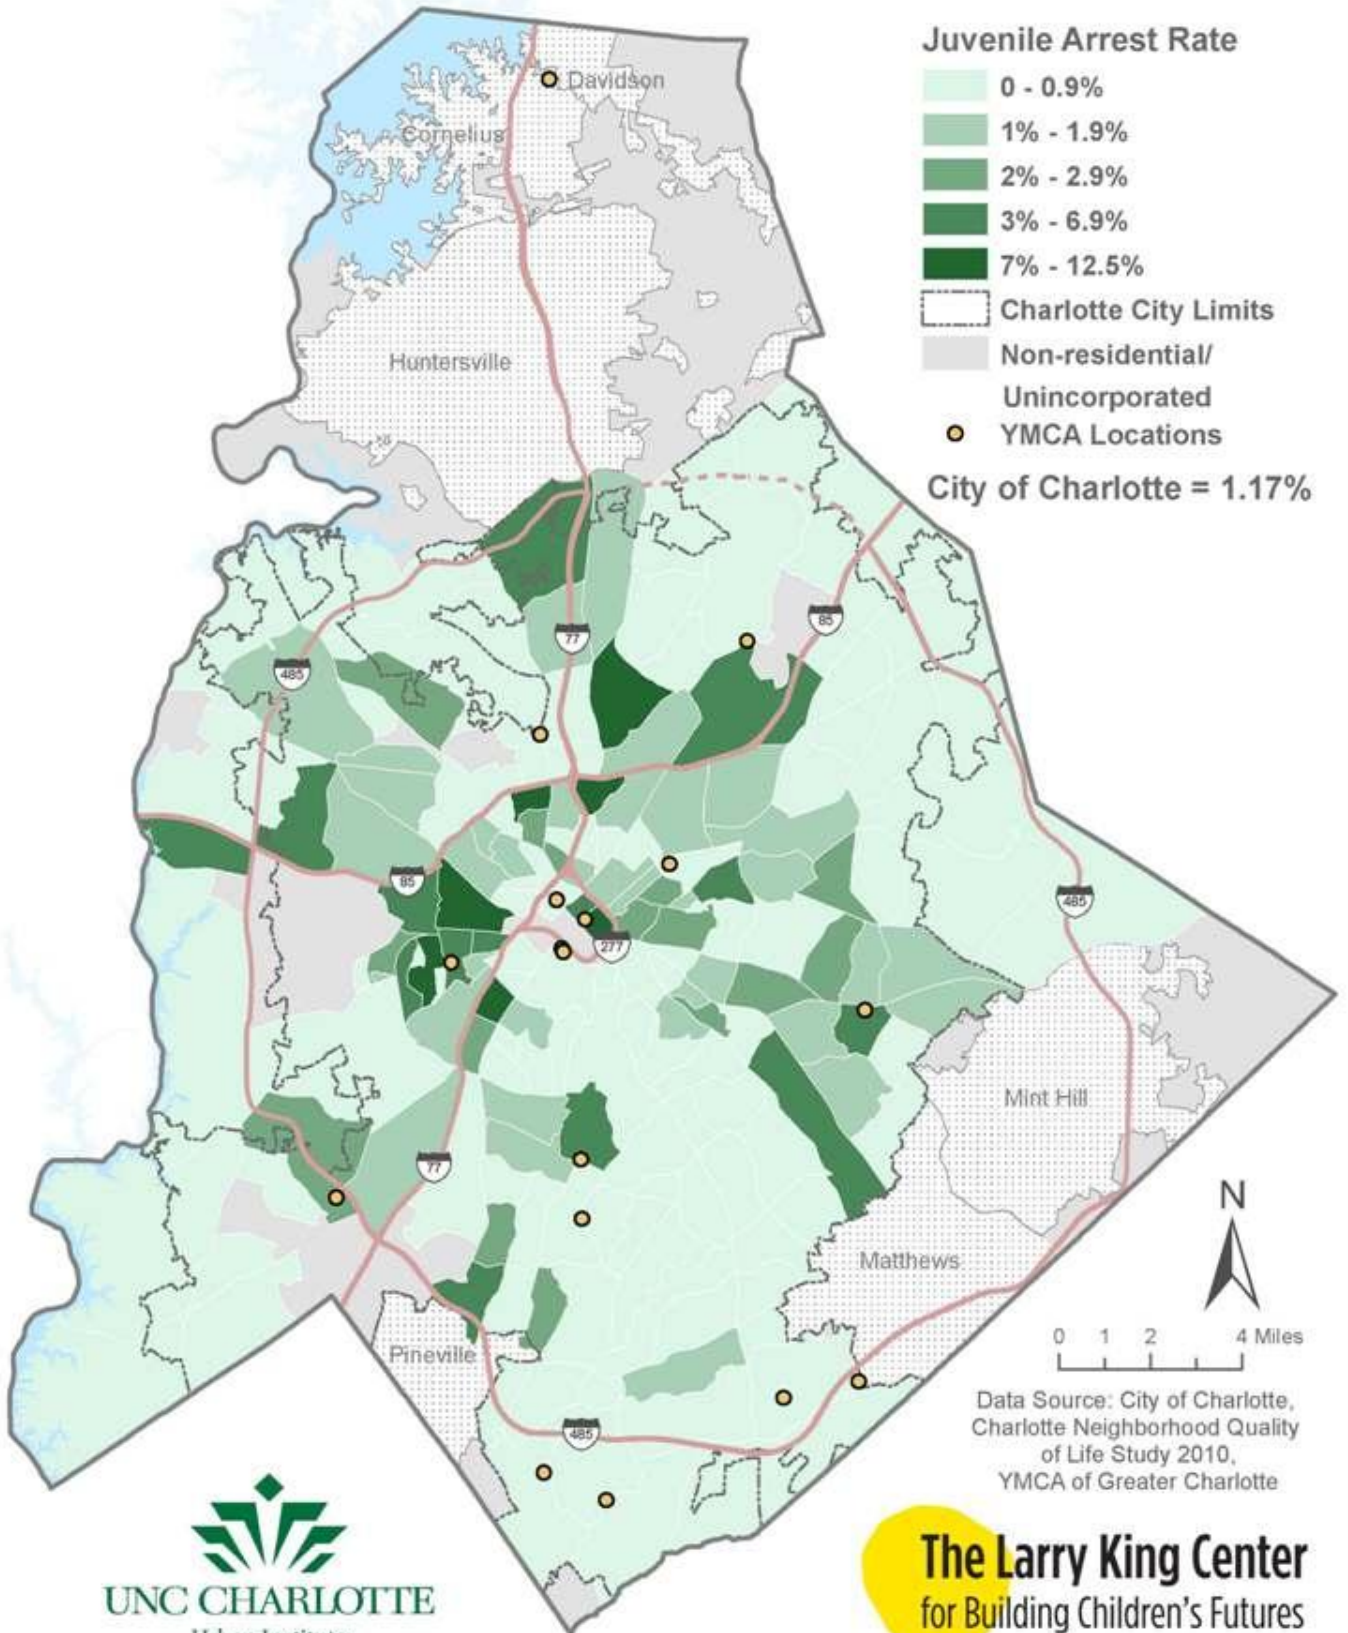 Juvenile Arrest Rate
0 - 0.9%
1% - 1.9%
2% - 2.9%
3% - 6.9%
7% - 12.5%
Charlotte City Limits
Non-residential/
Unincorporated
YMCA Locations
City of Charlotte = 1.17%
Davidson
Cornelius
Huntersville
77
85
485
85
277
485
Mint Hill
77
Matthews
Pineville
485
N
0 1 2 4 Miles
Data Source: City of Charlotte,
Charlotte Neighborhood Quality
of Life Study 2010,
YMCA of Greater Charlotte
UNC CHARLOTTE
The Larry King Center
for Building Children's Futures